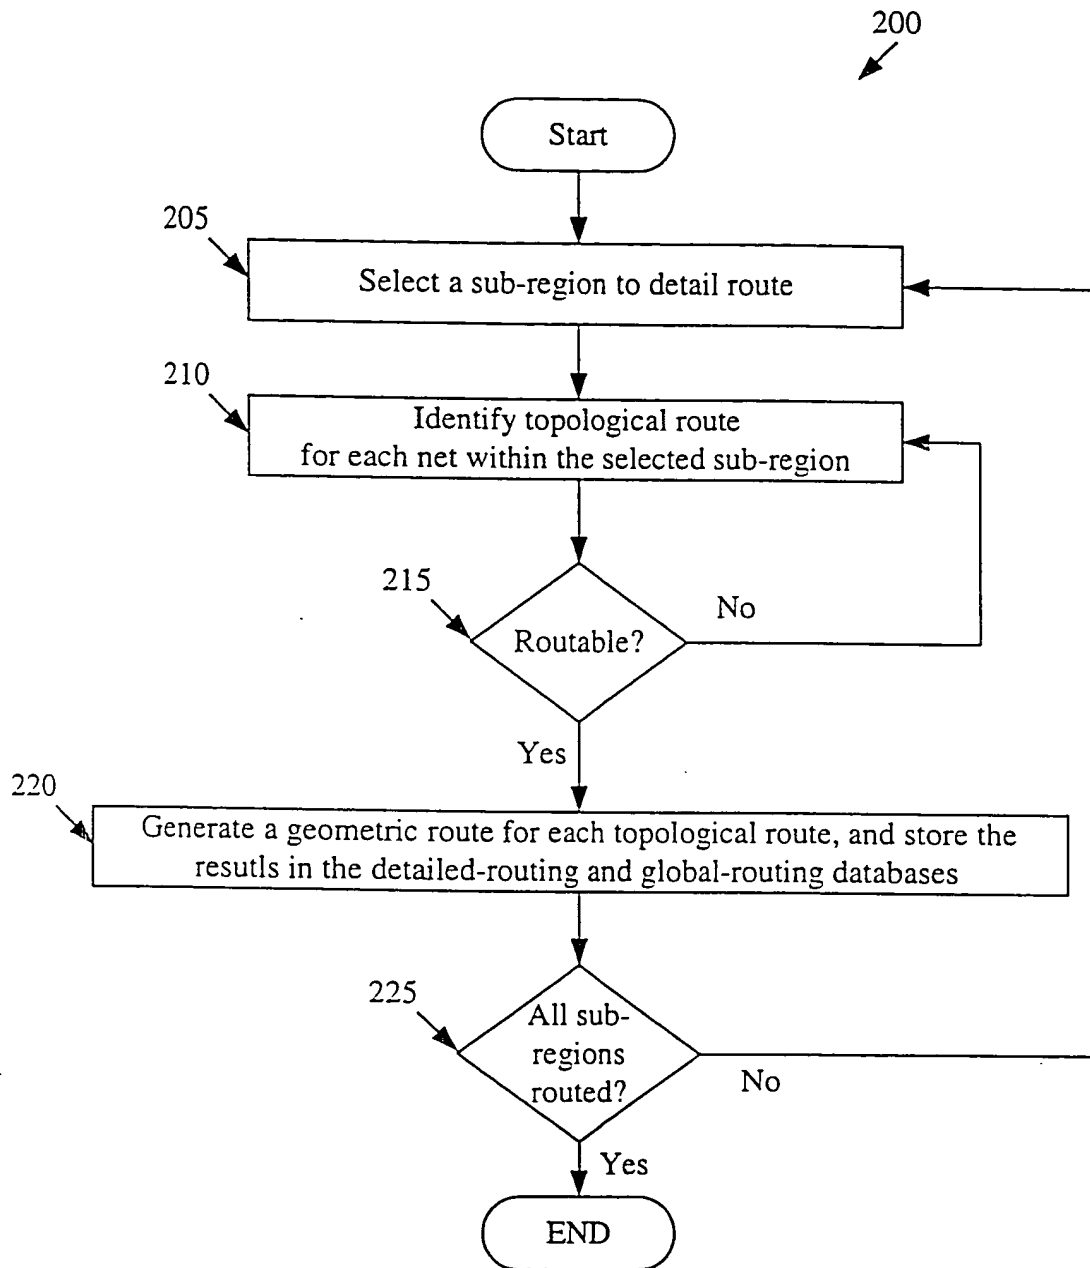 200
Start
205
Select a sub-region to detail route
210
Identify topological route
for each net within the selected sub-region
215
Routable?
No
Yes
220
Generate a geometric route for each topological route, and store the
resutls in the detailed-routing and global-routing databases
225
All sub-
regions
routed?
No
Yes
END